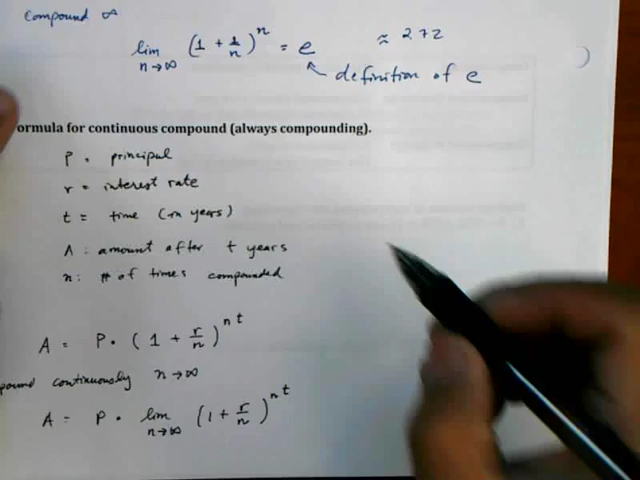 Compound ∞
lim n→∞ (1 + 1/n)^n = e ≈ 2.72
definition of e
ormula for continuous compound (always compounding).
P = principal
r = interest rate
t = time (in years)
A : amount after t years
n : # of times compounded
A = P · (1 + r/n)^nt
pound continuously n→∞
A = P · lim n→∞ (1 + r/n)^nt